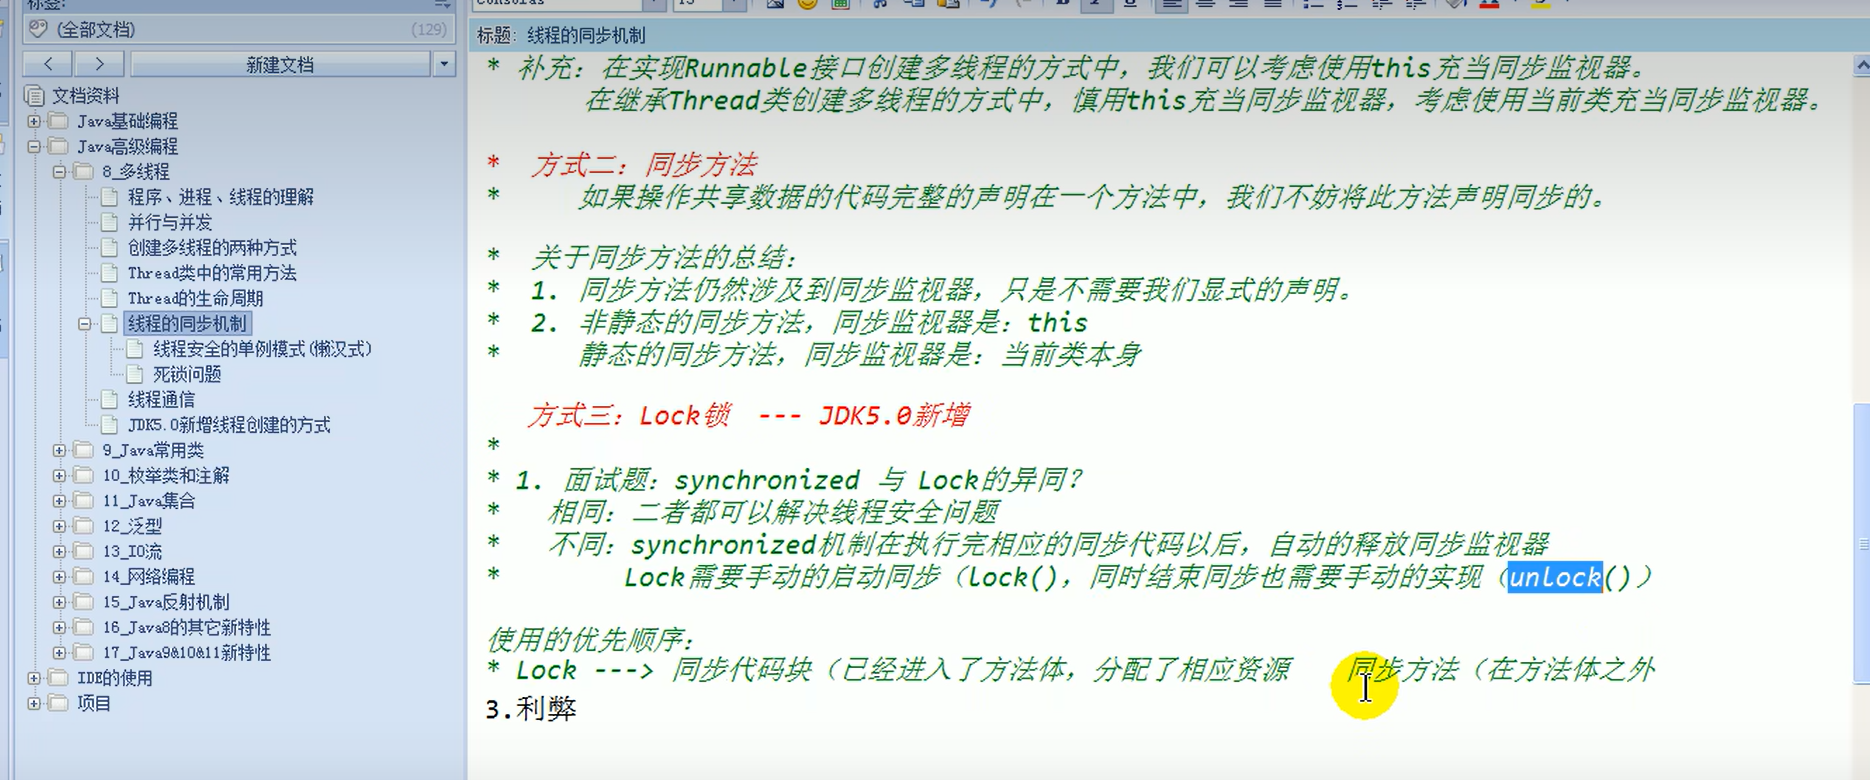 标签:
(全部文档) (129)
新建文档
文档资料
Java基础编程
Java高级编程
8_多线程
程序、进程、线程的理解
并行与并发
创建多线程的两种方式
Thread类中的常用方法
Thread的生命周期
线程的同步机制
线程安全的单例模式(懒汉式)
死锁问题
线程通信
JDK5.0新增线程创建的方式
9_Java常用类
10_枚举类和注解
11_Java集合
12_泛型
13_IO流
14_网络编程
15_Java反射机制
16_Java8的其它新特性
17_Java9&10&11新特性
IDE的使用
项目
Consolas 15
标题: 线程的同步机制
* 补充：在实现Runnable接口创建多线程的方式中，我们可以考虑使用this充当同步监视器。
在继承Thread类创建多线程的方式中，慎用this充当同步监视器，考虑使用当前类充当同步监视器。
* 方式二：同步方法
* 如果操作共享数据的代码完整的声明在一个方法中，我们不妨将此方法声明同步的。
* 关于同步方法的总结：
* 1. 同步方法仍然涉及到同步监视器，只是不需要我们显式的声明。
* 2. 非静态的同步方法，同步监视器是：this
* 静态的同步方法，同步监视器是：当前类本身
方式三：Lock锁 --- JDK5.0新增
*
* 1. 面试题：synchronized 与 Lock的异同？
* 相同：二者都可以解决线程安全问题
* 不同：synchronized机制在执行完相应的同步代码以后，自动的释放同步监视器
* Lock需要手动的启动同步（lock()，同时结束同步也需要手动的实现（unlock()）
使用的优先顺序：
* Lock ---> 同步代码块（已经进入了方法体，分配了相应资源 同步方法（在方法体之外
3.利弊